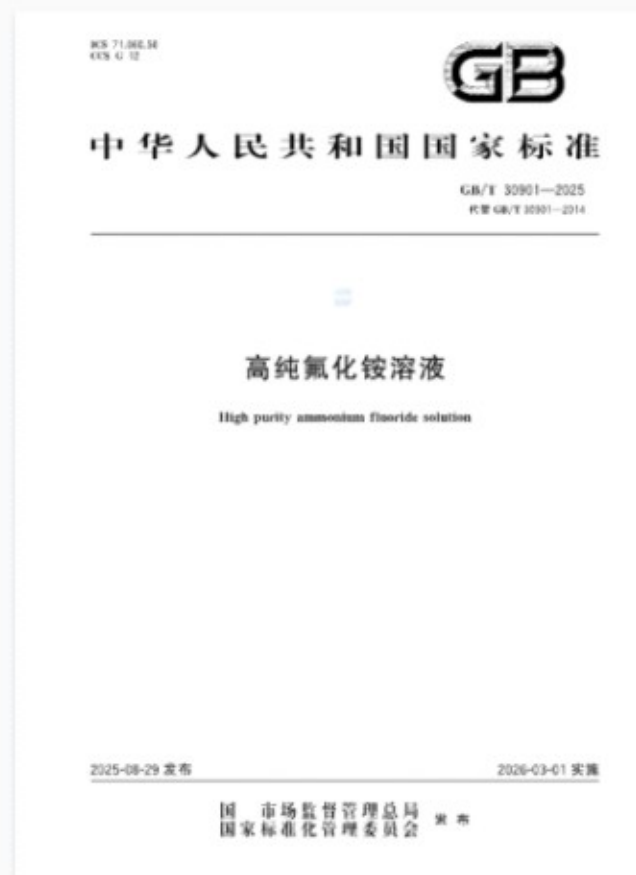 ICS 71.060.50
CCS G 12
GB
中华人民共和国国家标准
GB/T 30901—2025
代替 GB/T 30901—2014
高纯氟化铵溶液
High purity ammonium fluoride solution
2025-08-29 发布
2026-03-01 实施
国 市场监督管理总局
国家标准化管理委员会
发布